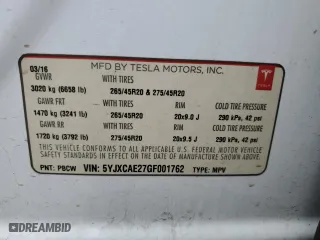 03/16 MFD BY TESLA MOTORS, INC.
GVWR WITH TIRES
3020 kg (6658 lb) 265/45R20 & 275/45R20
GAWR FRT WITH TIRES RIM COLD TIRE PRESSURE
1470 kg (3241 lb) 265/45R20 20x9.0 J 290 kPa, 42 psi
GAWR RR WITH TIRES RIM COLD TIRE PRESSURE
1720 kg (3792 lb) 275/45R20 20x9.5 J 290 kPa, 42 psi
THIS VEHICLE CONFORMS TO ALL APPLICABLE FEDERAL MOTOR VEHICLE
SAFETY STANDARDS IN EFFECT ON THE DATE OF MANUFACTURE SHOWN ABOVE.
PNT: PBCW VIN: 5YJXCAE27GF001762 TYPE: MPV
TESLA
AUTOHELPERBOT.COM